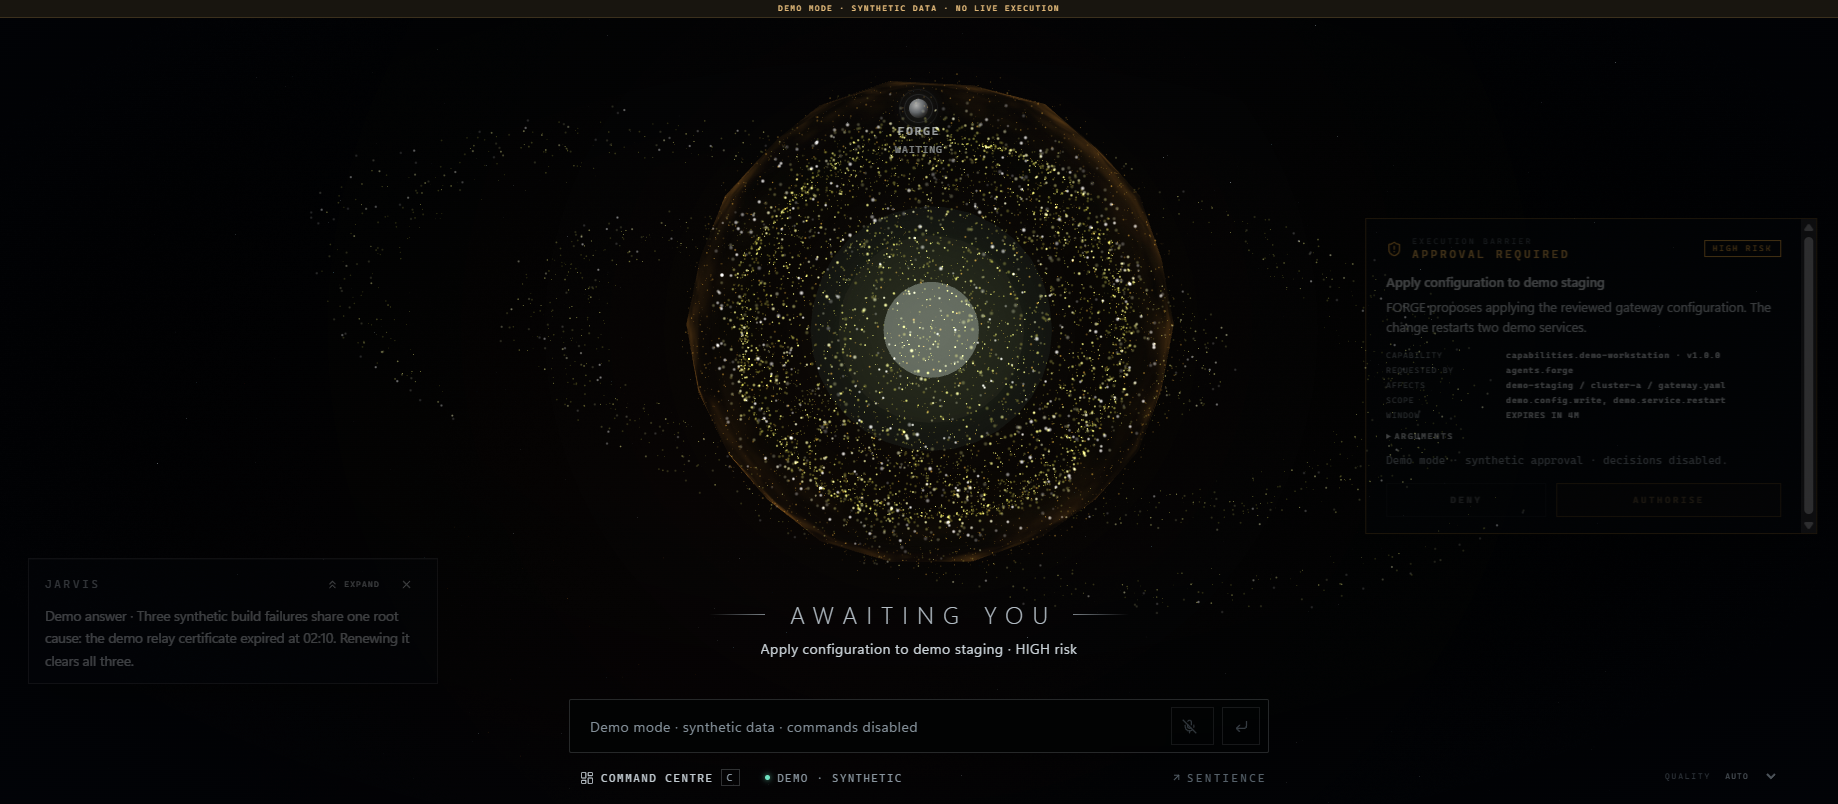 DEMO MODE · SYNTHETIC DATA · NO LIVE EXECUTION
FORGE
WAITING
EXECUTION BARRIER
APPROVAL REQUIRED
HIGH RISK
Apply configuration to demo staging
FORGE proposes applying the reviewed gateway configuration. The
change restarts two demo services.
CAPABILITY capabilities.demo-workstation · v1.0.0
REQUESTED BY agents.forge
AFFECTS demo-staging / cluster-a / gateway.yaml
SCOPE demo.config.write, demo.service.restart
WINDOW EXPIRES IN 4M
ARGUMENTS
Demo mode · synthetic approval · decisions disabled.
DENY
AUTHORISE
JARVIS
EXPAND
Demo answer · Three synthetic build failures share one root
cause: the demo relay certificate expired at 02:10. Renewing it
clears all three.
AWAITING YOU
Apply configuration to demo staging · HIGH risk
Demo mode · synthetic data · commands disabled
COMMAND CENTRE C
DEMO · SYNTHETIC
SENTIENCE
QUALITY AUTO